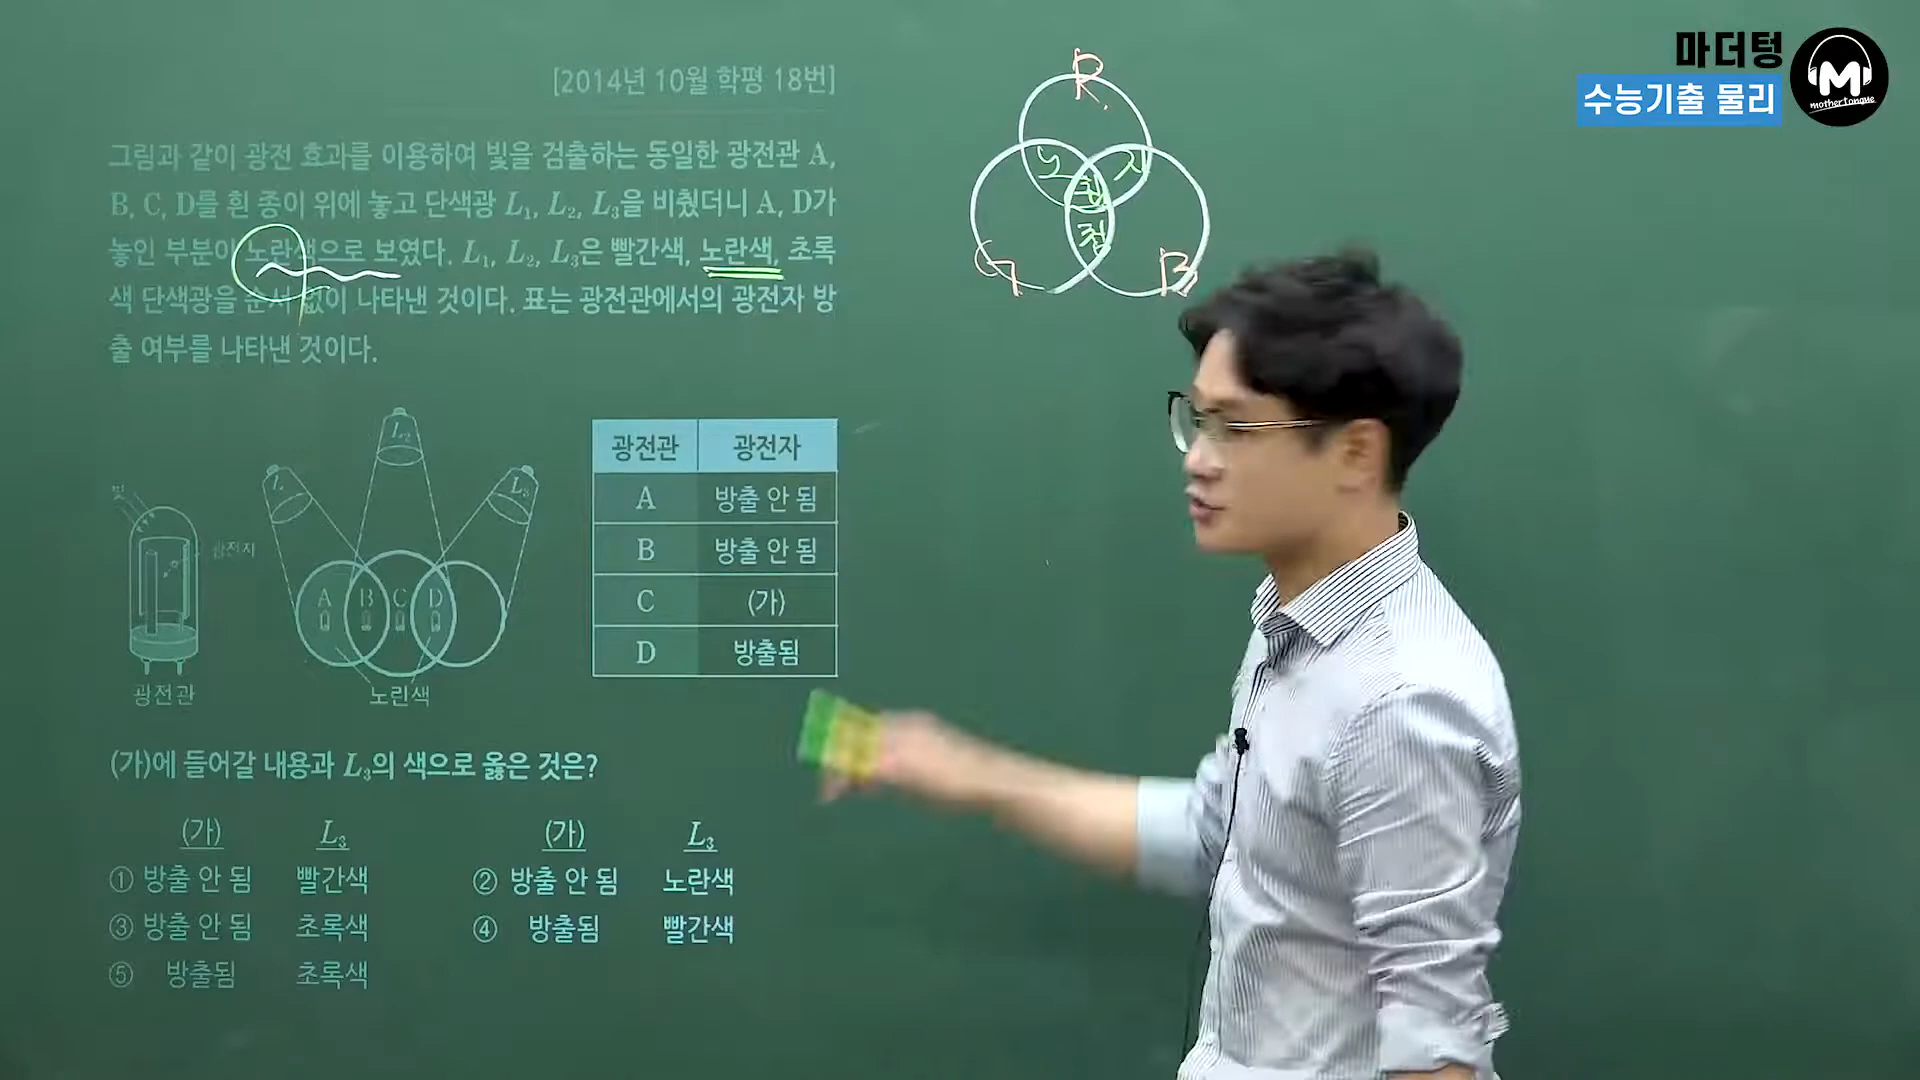 마더텅
수능기출 물리
M
mothertongue
[2014년 10월 학평 18번]
그림과 같이 광전 효과를 이용하여 빛을 검출하는 동일한 광전관 A,
B, C, D를 흰 종이 위에 놓고 단색광 L₁, L₂, L₃을 비췄더니 A, D가
놓인 부분이 노란색으로 보였다. L₁, L₂, L₃은 빨간색, 노란색, 초록
색 단색광을 순서 없이 나타낸 것이다. 표는 광전관에서의 광전자 방
출 여부를 나타낸 것이다.
R
노
자
흰
청
G
B
L₂
L₃
빛
광전자
A B C D
광전관
노란색
광전관 광전자
A 방출 안 됨
B 방출 안 됨
C (가)
D 방출됨
(가)에 들어갈 내용과 L₃의 색으로 옳은 것은?
(가) L₃ (가) L₃
① 방출 안 됨 빨간색 ② 방출 안 됨 노란색
③ 방출 안 됨 초록색 ④ 방출됨 빨간색
⑤ 방출됨 초록색